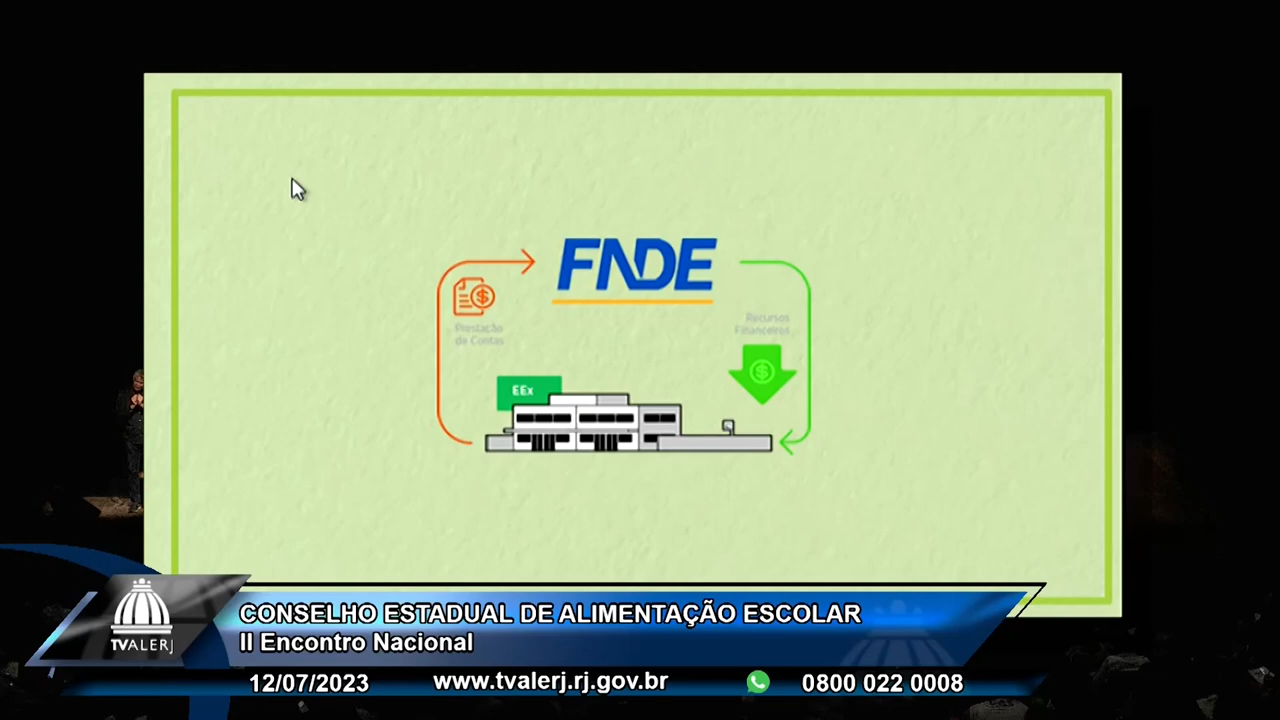 FNDE
Prestação
de Contas
Recursos
Financeiros
EEx
CONSELHO ESTADUAL DE ALIMENTAÇÃO ESCOLAR
II Encontro Nacional
TVALERJ
12/07/2023 www.tvalerj.rj.gov.br 0800 022 0008